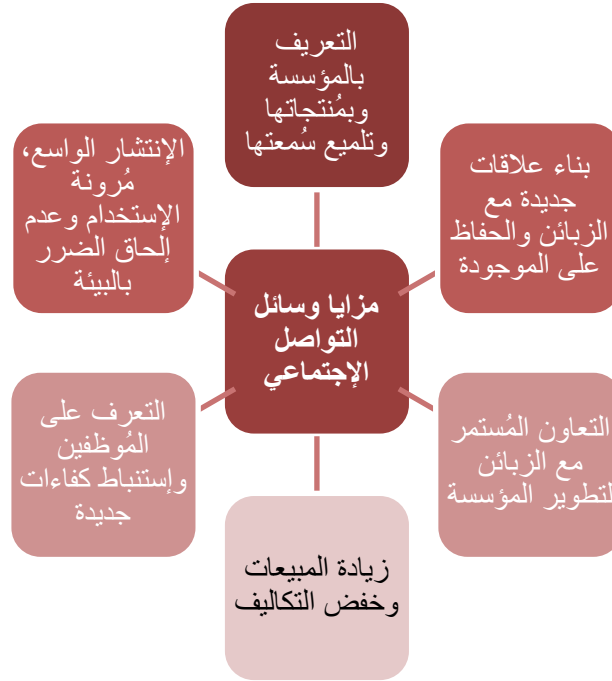 التعريف
بالمؤسسة
وبمُنتجاتها
وتلميع سُمعتها
بناء علاقات
جديدة مع
الزبائن والحفاظ
على الموجودة
الإنتشار الواسع،
مُرونة
الإستخدام وعدم
إلحاق الضرر
بالبيئة
مزايا وسائل
التواصل
الإجتماعي
التعاون المُستمر
مع الزبائن
لتطوير المؤسسة
التعرف على
المُوظفين
وإستنباط كفاءات
جديدة
زيادة المبيعات
وخفض التكاليف